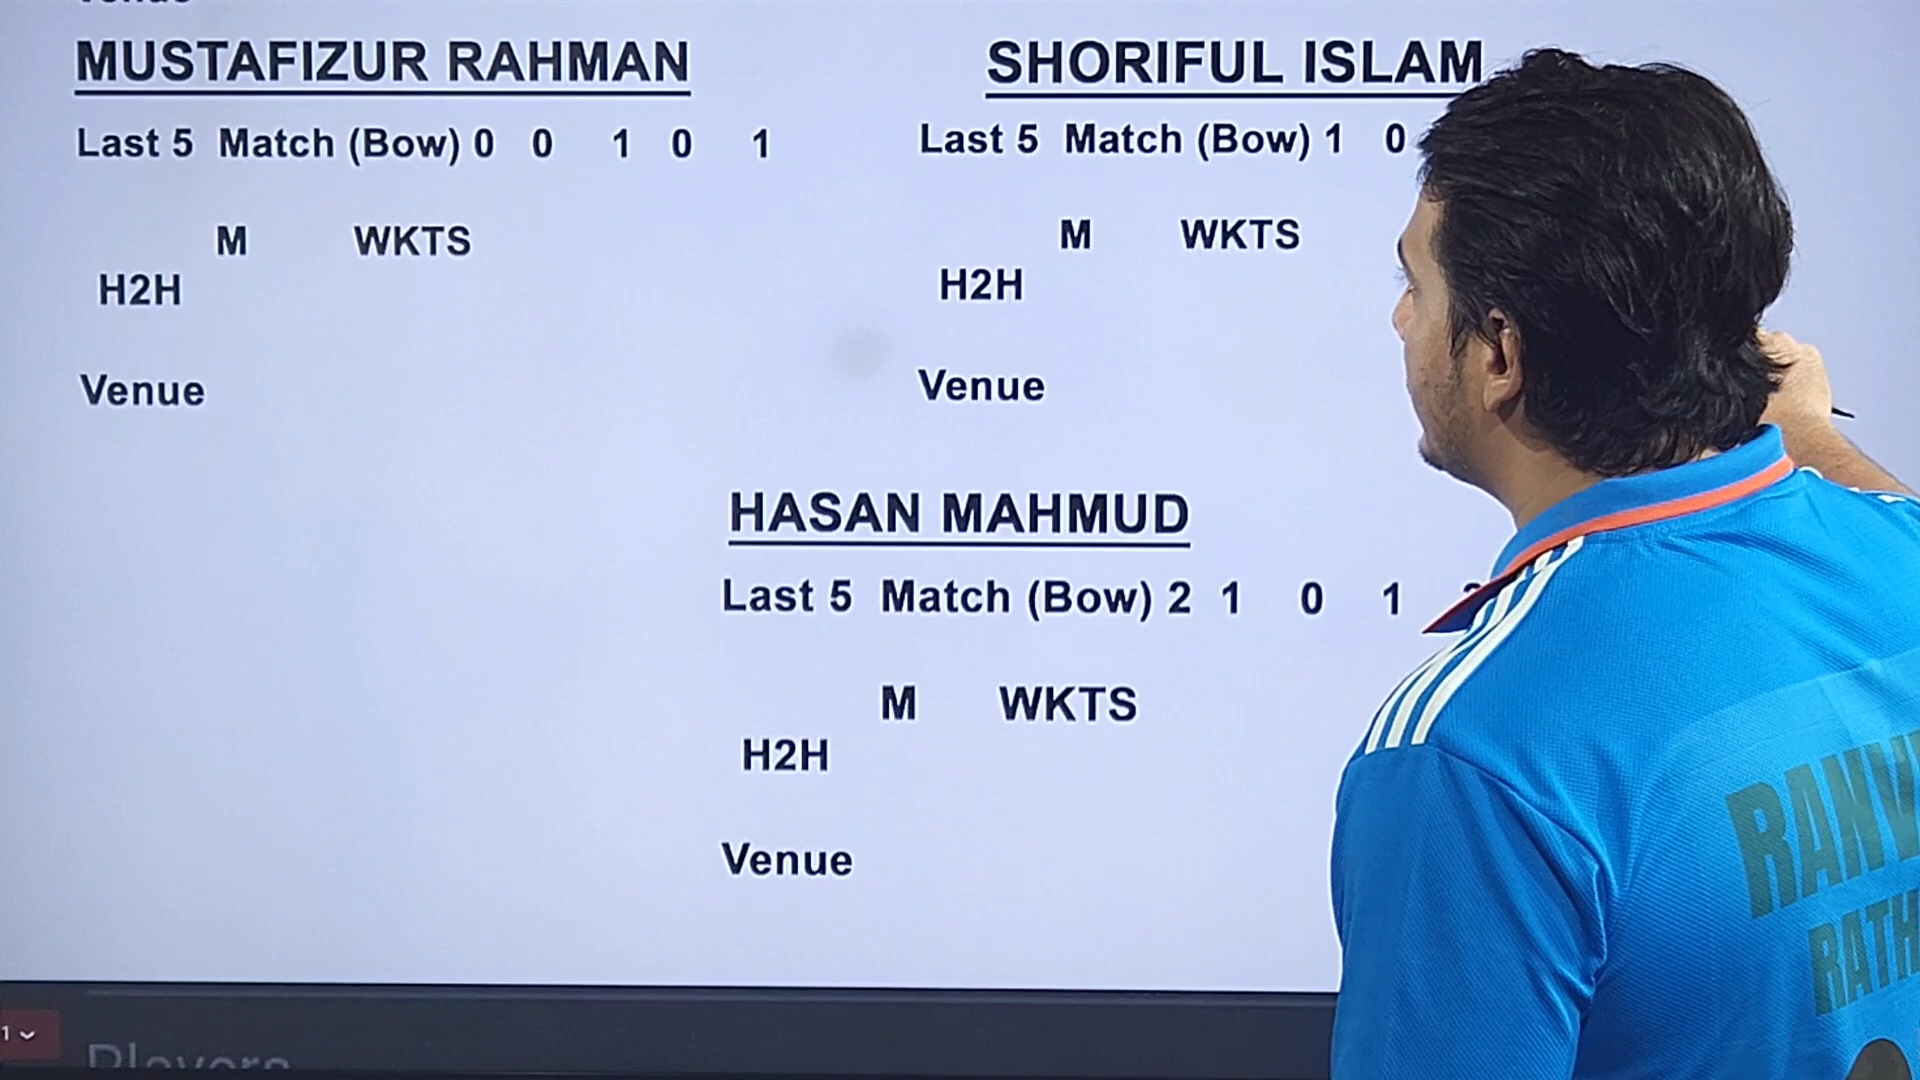 MUSTAFIZUR RAHMAN
Last 5 Match (Bow) 0 0 1 0 1
M WKTS
H2H
Venue
SHORIFUL ISLAM
Last 5 Match (Bow) 1 0
M WKTS
H2H
Venue
HASAN MAHMUD
Last 5 Match (Bow) 2 1 0 1
M WKTS
H2H
Venue
1
Players